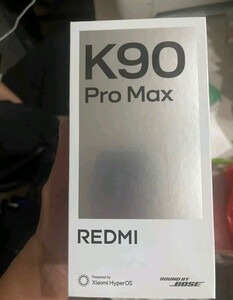 K90
Pro Max
REDMI
Powered by
Xiaomi HyperOS
SOUND BY
BOSE